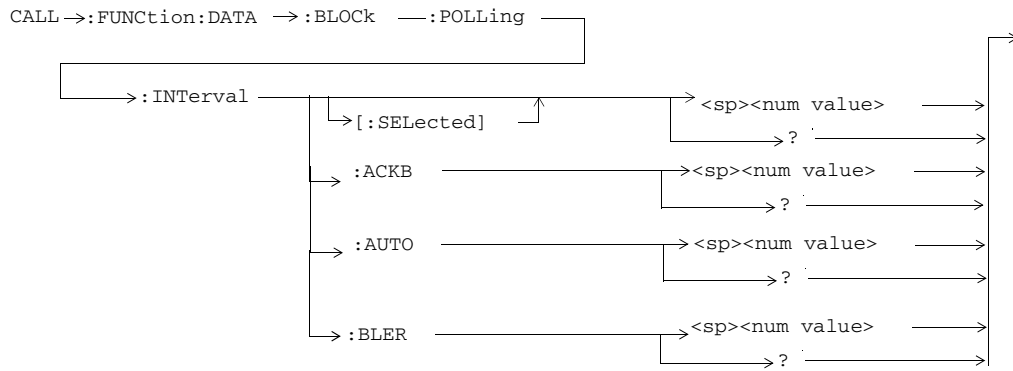 CALL :FUNCtion:DATA :BLOCk :POLLing
:INTerval <sp><num value>
[:SELected] ?
:ACKB <sp><num value>
?
:AUTO <sp><num value>
?
:BLER <sp><num value>
?